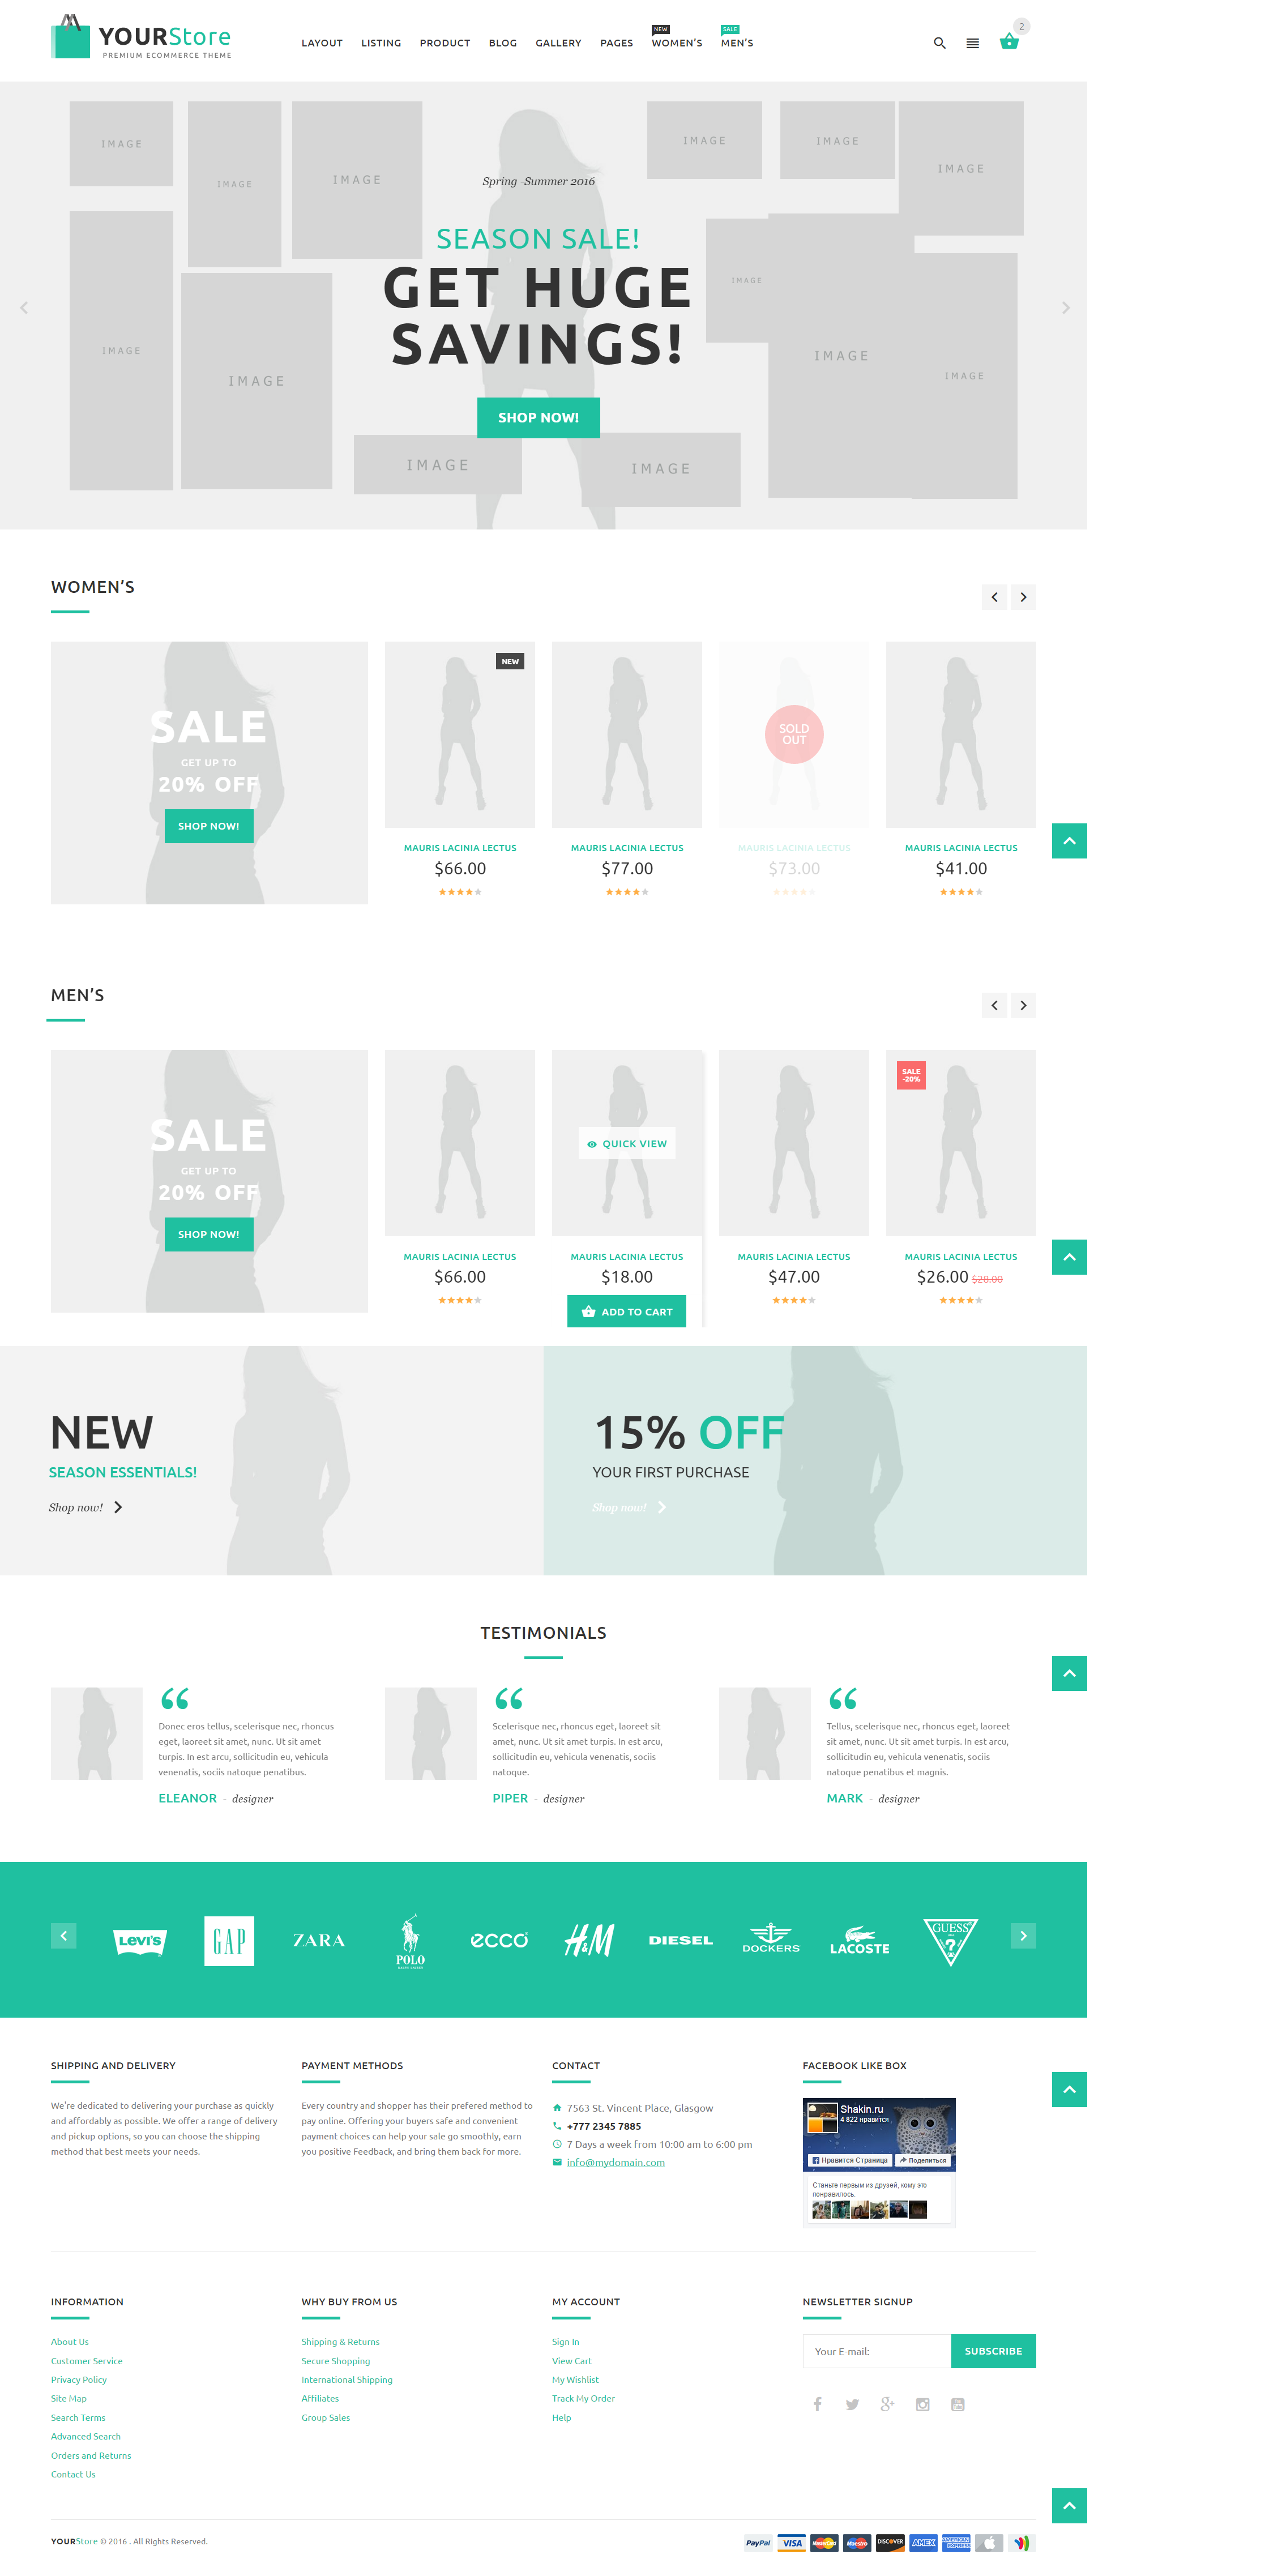 YOURStore
PREMIUM ECOMMERCE THEME
LAYOUT LISTING PRODUCT BLOG GALLERY PAGES WOMEN'S MEN'S
NEW SALE
2
IMAGE
IMAGE
IMAGE
IMAGE
IMAGE
IMAGE
IMAGE
IMAGE
IMAGE
IMAGE
IMAGE
IMAGE
IMAGE
Spring -Summer 2016
SEASON SALE!
GET HUGE
SAVINGS!
SHOP NOW!
WOMEN'S
SALE
GET UP TO
20% OFF
SHOP NOW!
NEW
MAURIS LACINIA LECTUS
$66.00
MAURIS LACINIA LECTUS
$77.00
SOLD
OUT
MAURIS LACINIA LECTUS
$73.00
MAURIS LACINIA LECTUS
$41.00
MEN'S
SALE
GET UP TO
20% OFF
SHOP NOW!
MAURIS LACINIA LECTUS
$66.00
QUICK VIEW
MAURIS LACINIA LECTUS
$18.00
ADD TO CART
MAURIS LACINIA LECTUS
$47.00
SALE
-20%
MAURIS LACINIA LECTUS
$26.00 $28.00
NEW
SEASON ESSENTIALS!
Shop now!
15% OFF
YOUR FIRST PURCHASE
Shop now!
TESTIMONIALS
Donec eros tellus, scelerisque nec, rhoncus
eget, laoreet sit amet, nunc. Ut sit amet
turpis. In est arcu, sollicitudin eu, vehicula
venenatis, sociis natoque penatibus.
ELEANOR - designer
Scelerisque nec, rhoncus eget, laoreet sit
amet, nunc. Ut sit amet turpis. In est arcu,
sollicitudin eu, vehicula venenatis, sociis
natoque.
PIPER - designer
Tellus, scelerisque nec, rhoncus eget, laoreet
sit amet, nunc. Ut sit amet turpis. In est arcu,
sollicitudin eu, vehicula venenatis, sociis
natoque penatibus et magnis.
MARK - designer
LEVI'S
GAP
ZARA
POLO
RALPH LAUREN
ecco
H&M
DIESEL
DOCKERS
LACOSTE
GUESS
?
SHIPPING AND DELIVERY
We're dedicated to delivering your purchase as quickly
and affordably as possible. We offer a range of delivery
and pickup options, so you can choose the shipping
method that best meets your needs.
PAYMENT METHODS
Every country and shopper has their prefered method to
pay online. Offering your buyers safe and convenient
payment choices can help your sale go smoothly, earn
you positive Feedback, and bring them back for more.
CONTACT
7563 St. Vincent Place, Glasgow
+777 2345 7885
7 Days a week from 10:00 am to 6:00 pm
info@mydomain.com
FACEBOOK LIKE BOX
Shakin.ru
4 822 нравится
Нравится Страница
Поделиться
Станьте первым из друзей, кому это
понравилось.
INFORMATION
About Us
Customer Service
Privacy Policy
Site Map
Search Terms
Advanced Search
Orders and Returns
Contact Us
WHY BUY FROM US
Shipping & Returns
Secure Shopping
International Shipping
Affiliates
Group Sales
MY ACCOUNT
Sign In
View Cart
My Wishlist
Track My Order
Help
NEWSLETTER SIGNUP
Your E-mail:
SUBSCRIBE
YOURStore © 2016 . All Rights Reserved.
PayPal VISA MasterCard Maestro DISCOVER AMEX AMERICAN EXPRESS